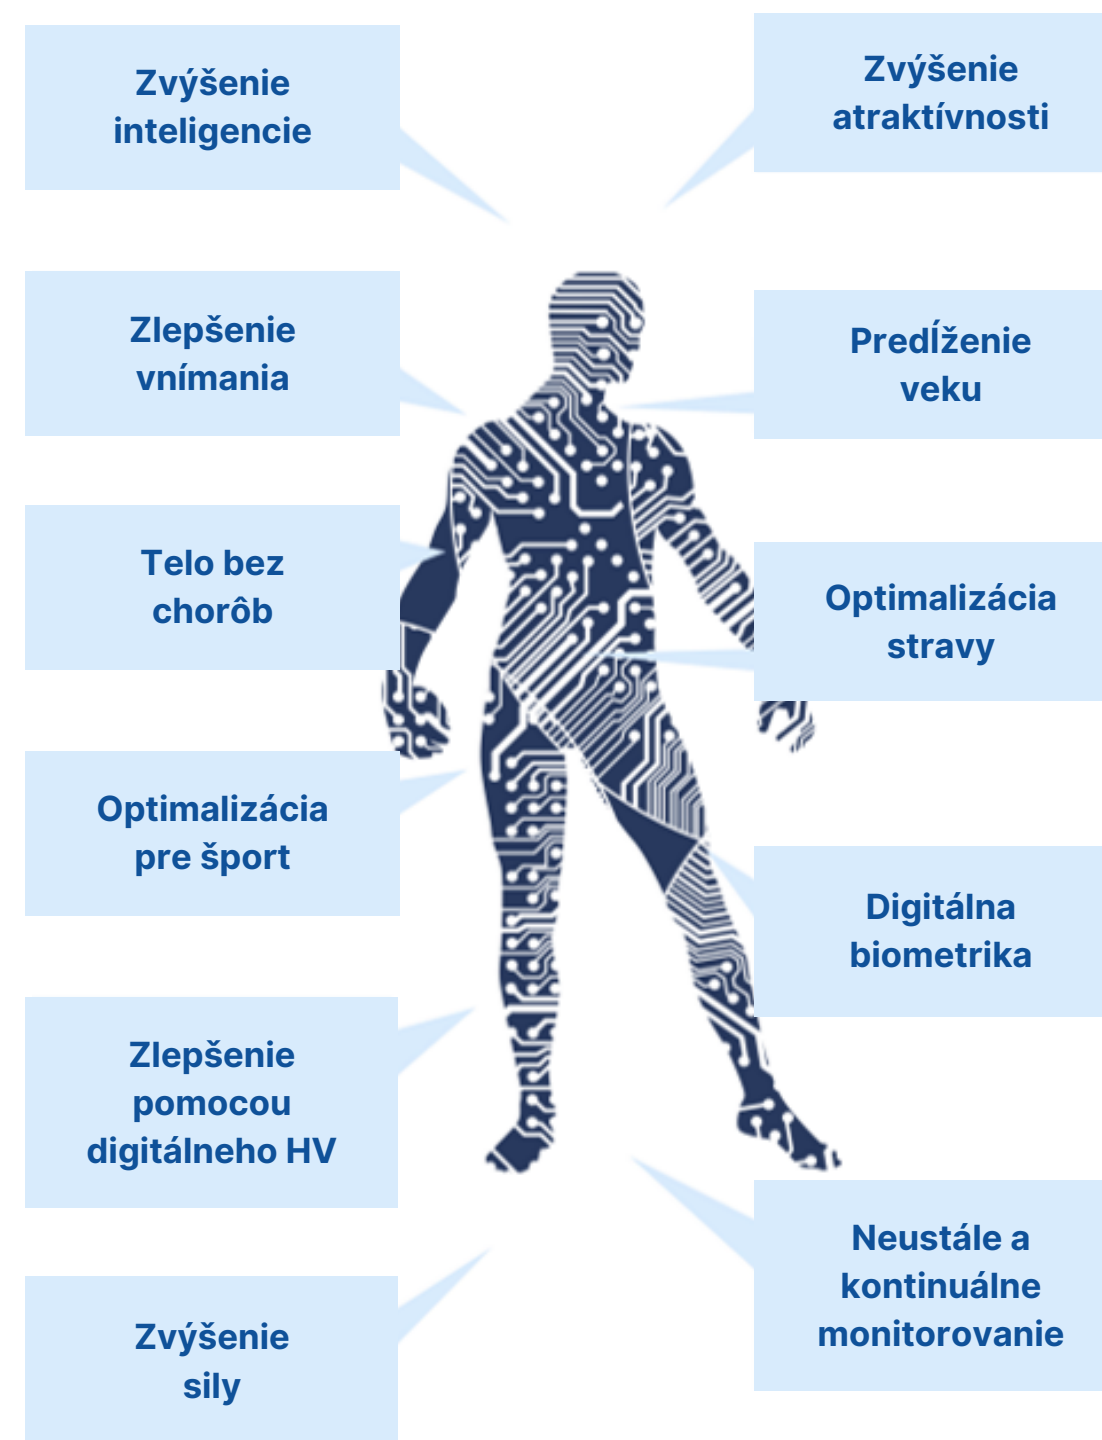 Zvýšenie
inteligencie
Zvýšenie
atraktívnosti
Zlepšenie
vnímania
Predĺženie
veku
Telo bez
chorôb
Optimalizácia
stravy
Optimalizácia
pre šport
Digitálna
biometrika
Zlepšenie
pomocou
digitálneho HV
Neustále a
kontinuálne
monitorovanie
Zvýšenie
sily